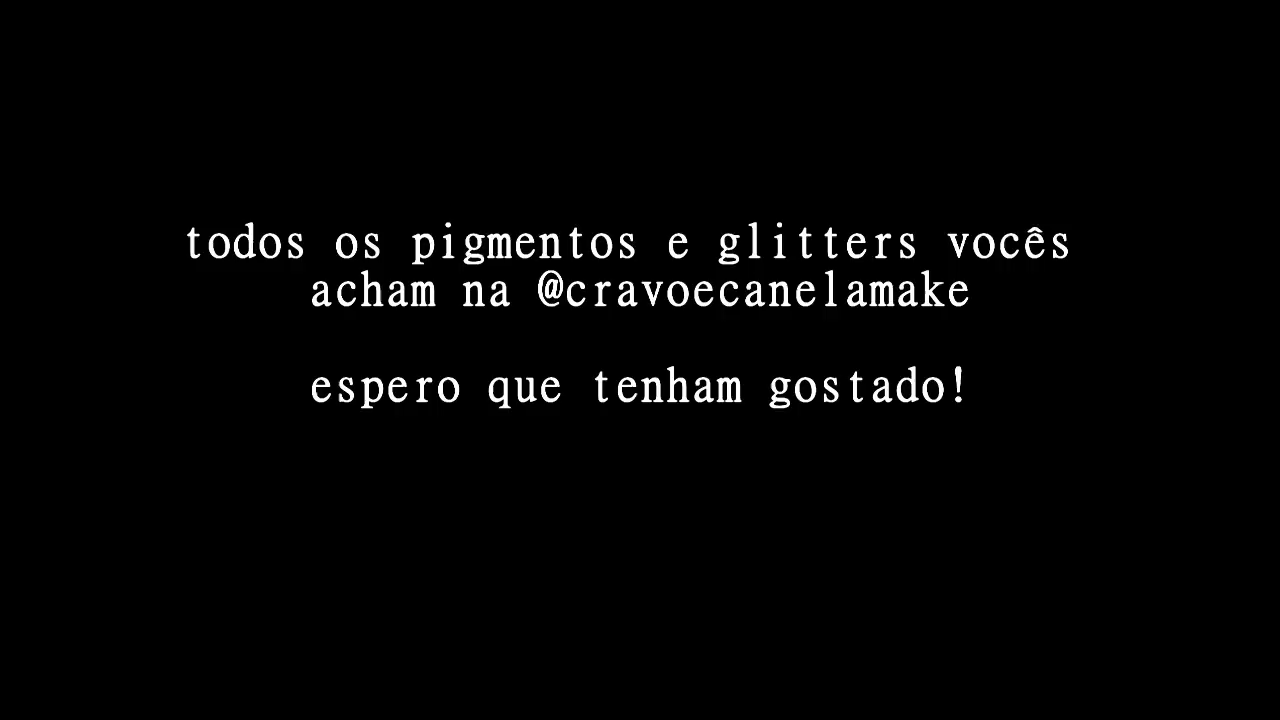 todos os pigmentos e glitters vocês
acham na @cravoecanelamake
espero que tenham gostado!